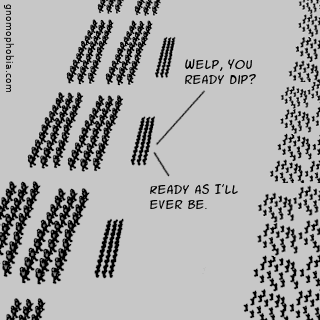 gnomophobia.com
WELP, YOU
READY DIP?
READY AS I'LL
EVER BE.